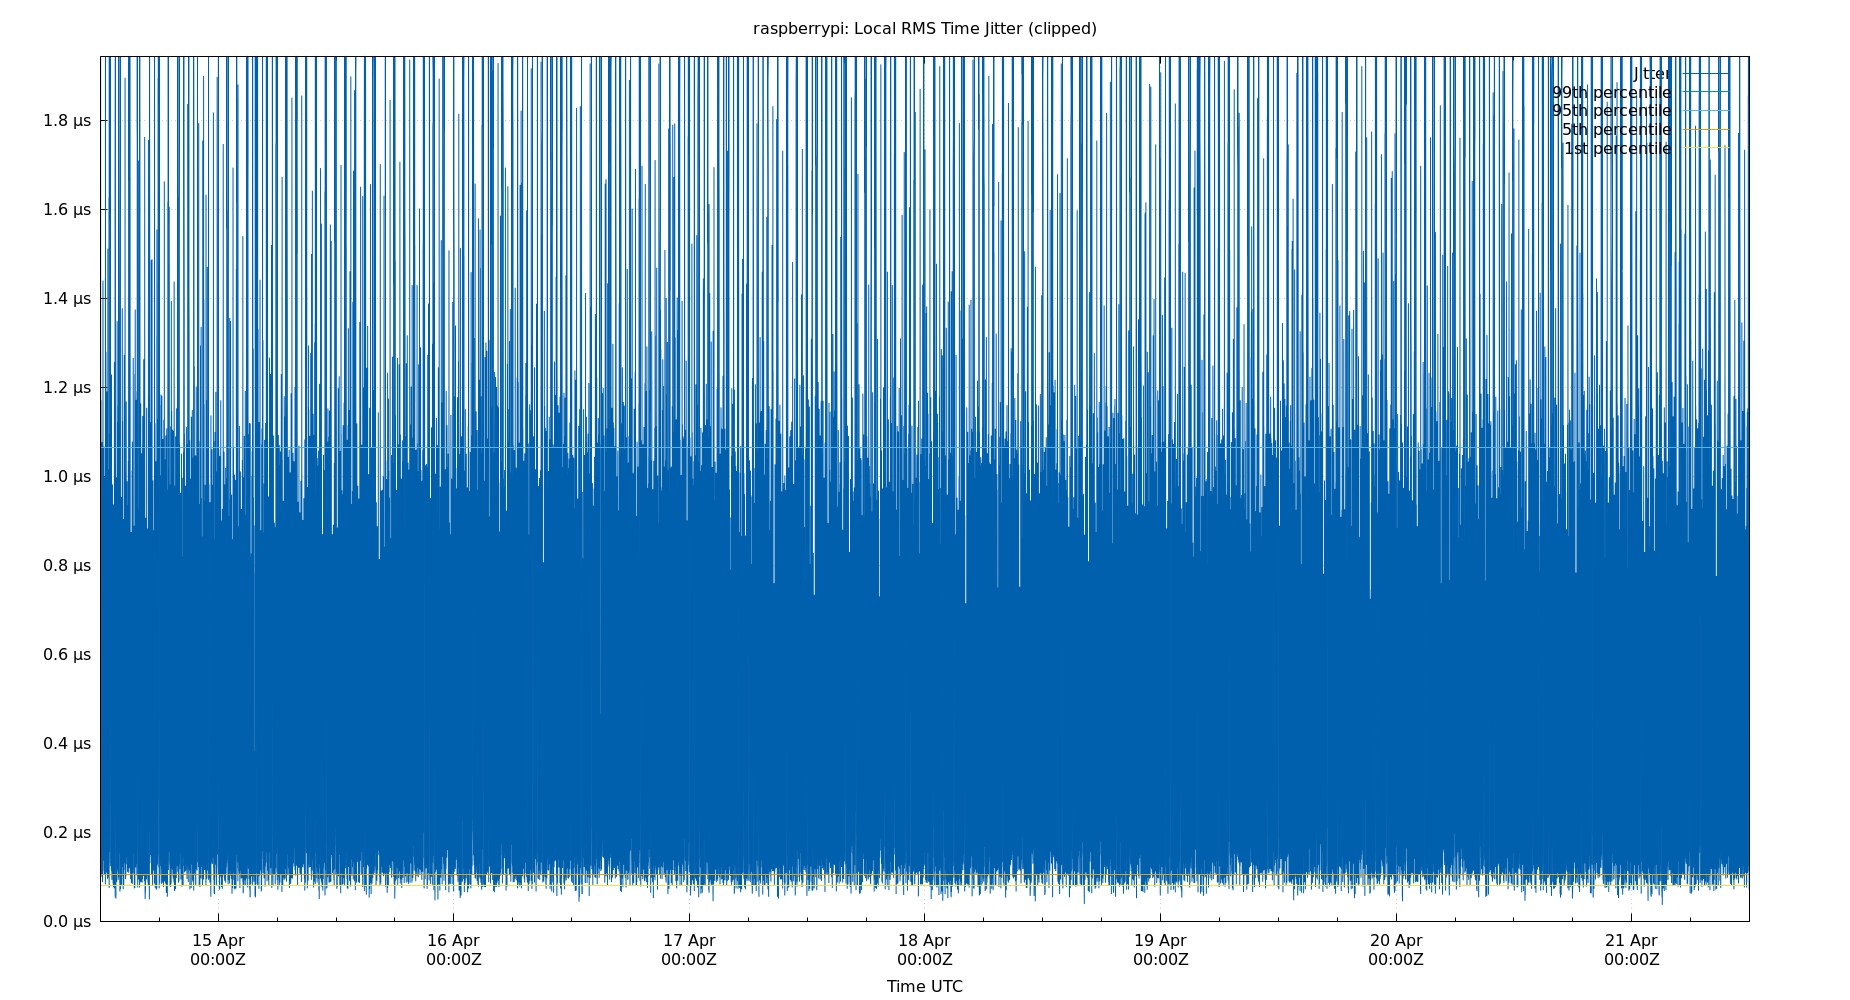 raspberrypi: Local RMS Time Jitter (clipped)
Jitter
99th percentile
95th percentile
5th percentile
1st percentile
1.8 µs
1.6 µs
1.4 µs
1.2 µs
1.0 µs
0.8 µs
0.6 µs
0.4 µs
0.2 µs
0.0 µs
15 Apr 16 Apr 17 Apr 18 Apr 19 Apr 20 Apr 21 Apr
00:00Z 00:00Z 00:00Z 00:00Z 00:00Z 00:00Z 00:00Z
Time UTC